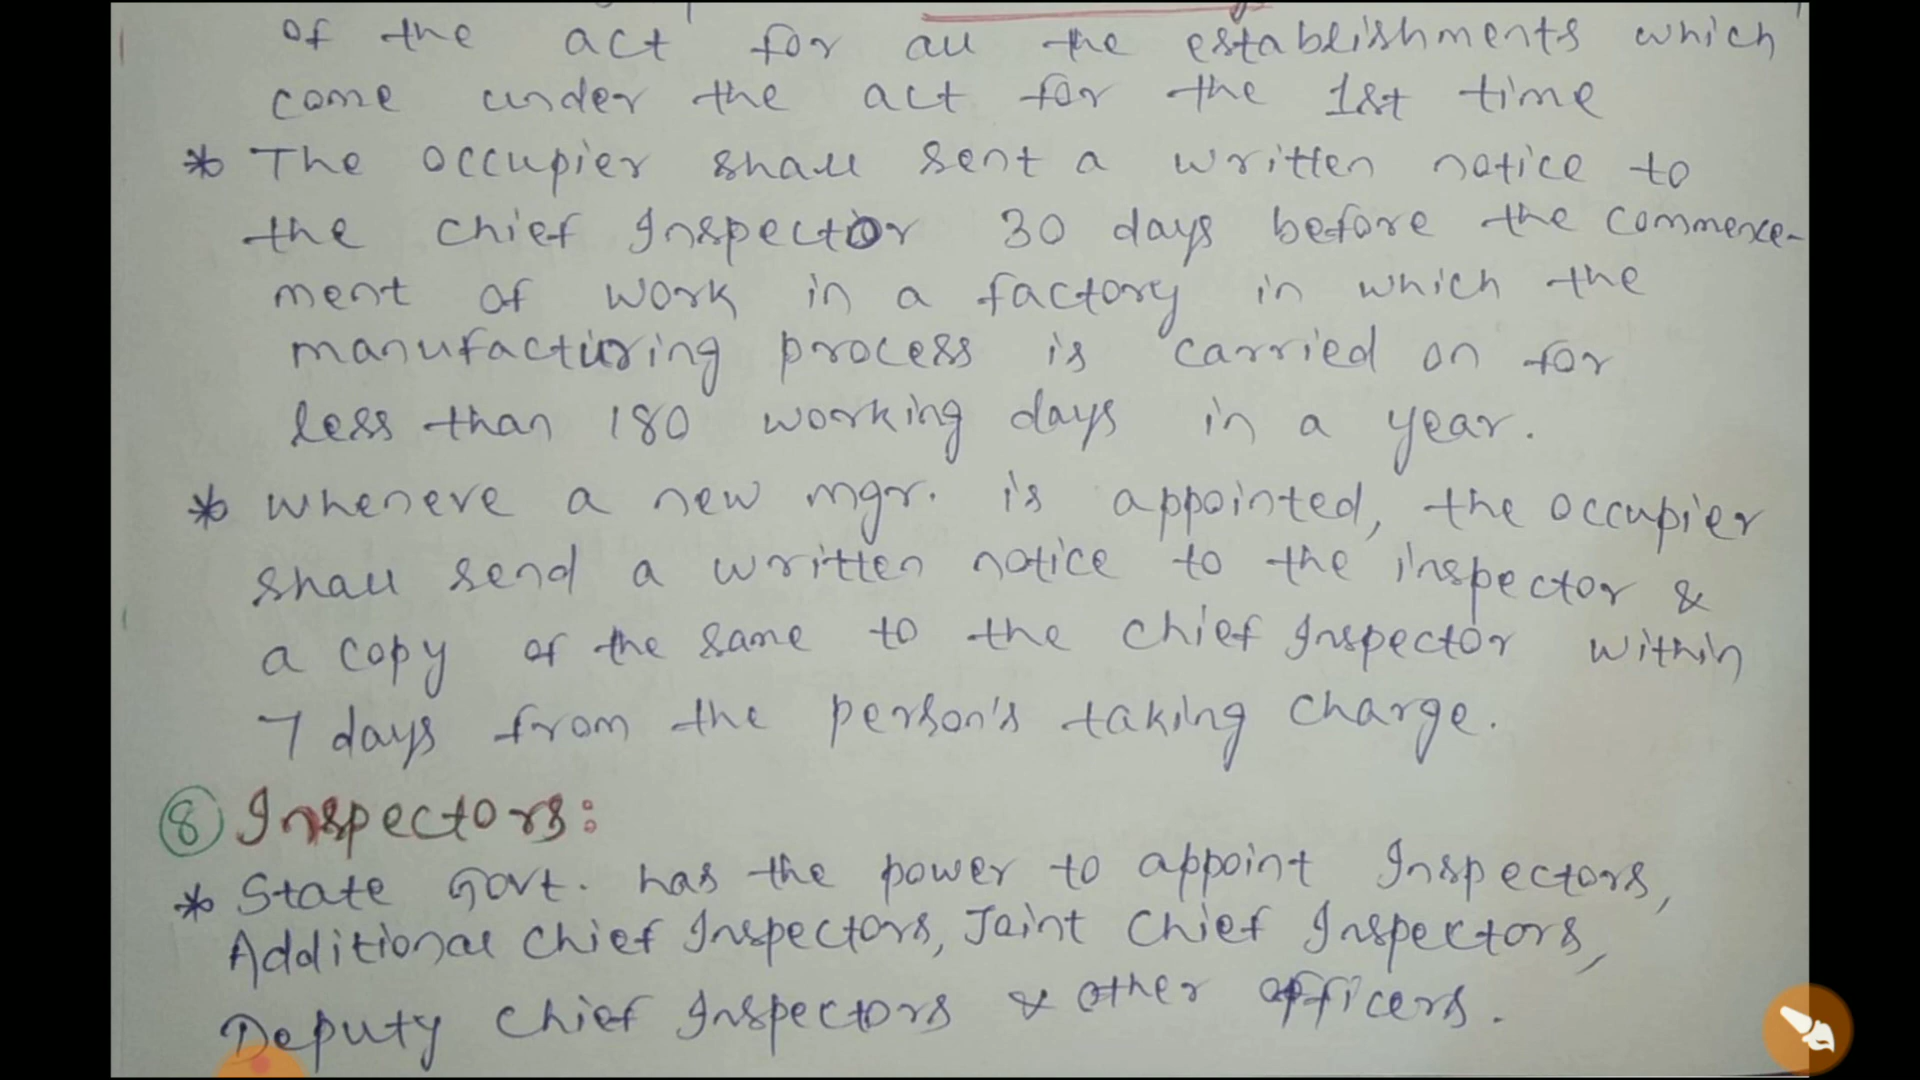 of the act for all the establishments which
come under the act for the 1st time
* The occupier shall sent a written notice to
the chief Inspector 30 days before the commence-
ment of work in a factory in which the
manufacturing process is carried on for
less than 180 working days in a year.
* Wheneve a new mgr. is appointed, the occupier
shall send a written notice to the inspector &
a copy of the same to the chief Inspector within
7 days from the person's taking charge.
8 Inspectors:
* State Govt. has the power to appoint Inspectors,
Additional Chief Inspectors, Joint Chief Inspectors,
Deputy Chief Inspectors & other officers.